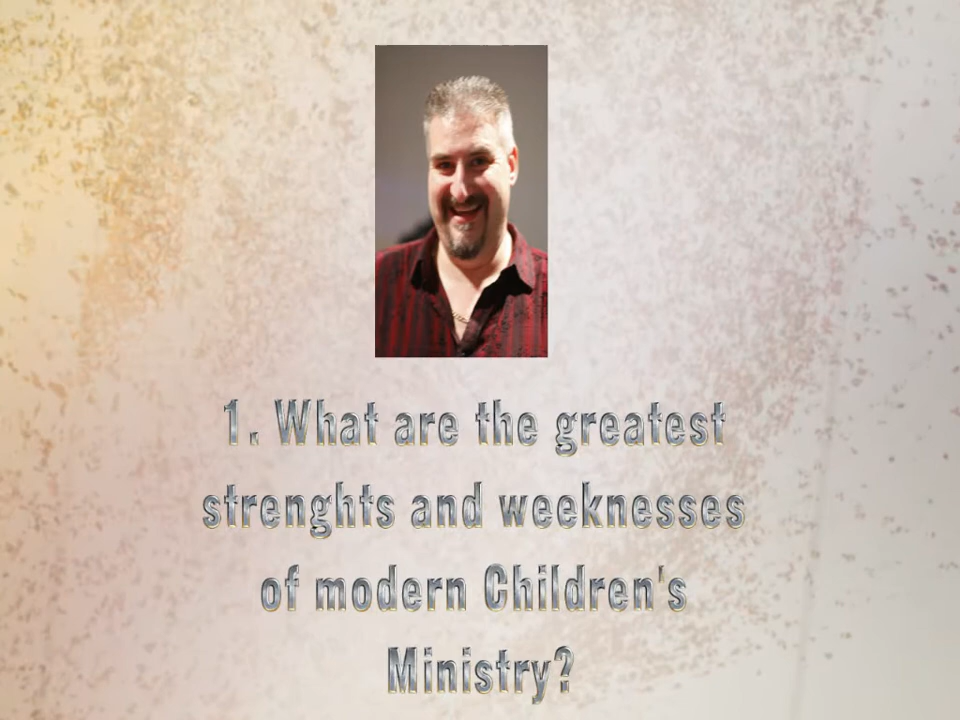 1. What are the greatest
strenghts and weeknesses
of modern Children's
Ministry?